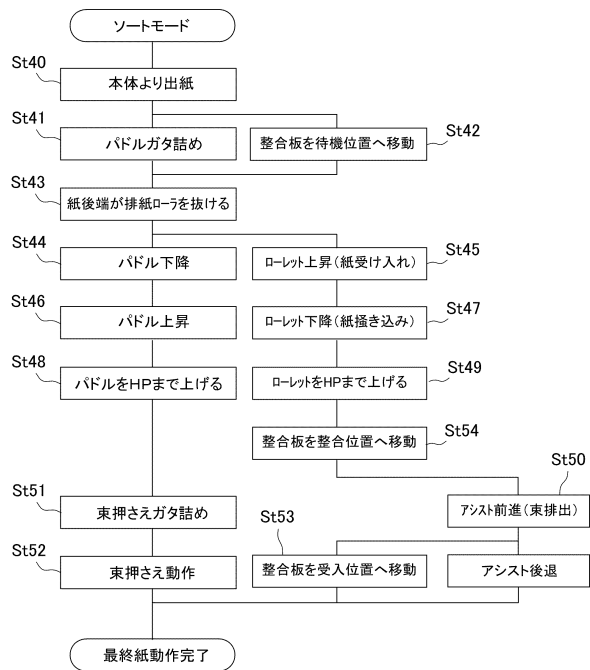 ソートモード
St40
本体より出紙
St41
パドルガタ詰め
St42
整合板を待機位置へ移動
St43
紙後端が排紙ローラを抜ける
St44
パドル下降
St45
ローレット上昇(紙受け入れ)
St46
パドル上昇
St47
ローレット下降(紙掻き込み)
St48
パドルをHPまで上げる
St49
ローレットをHPまで上げる
St54
整合板を整合位置へ移動
St50
アシスト前進(束排出)
St51
束押さえガタ詰め
St52
束押さえ動作
St53
整合板を受入位置へ移動
アシスト後退
最終紙動作完了